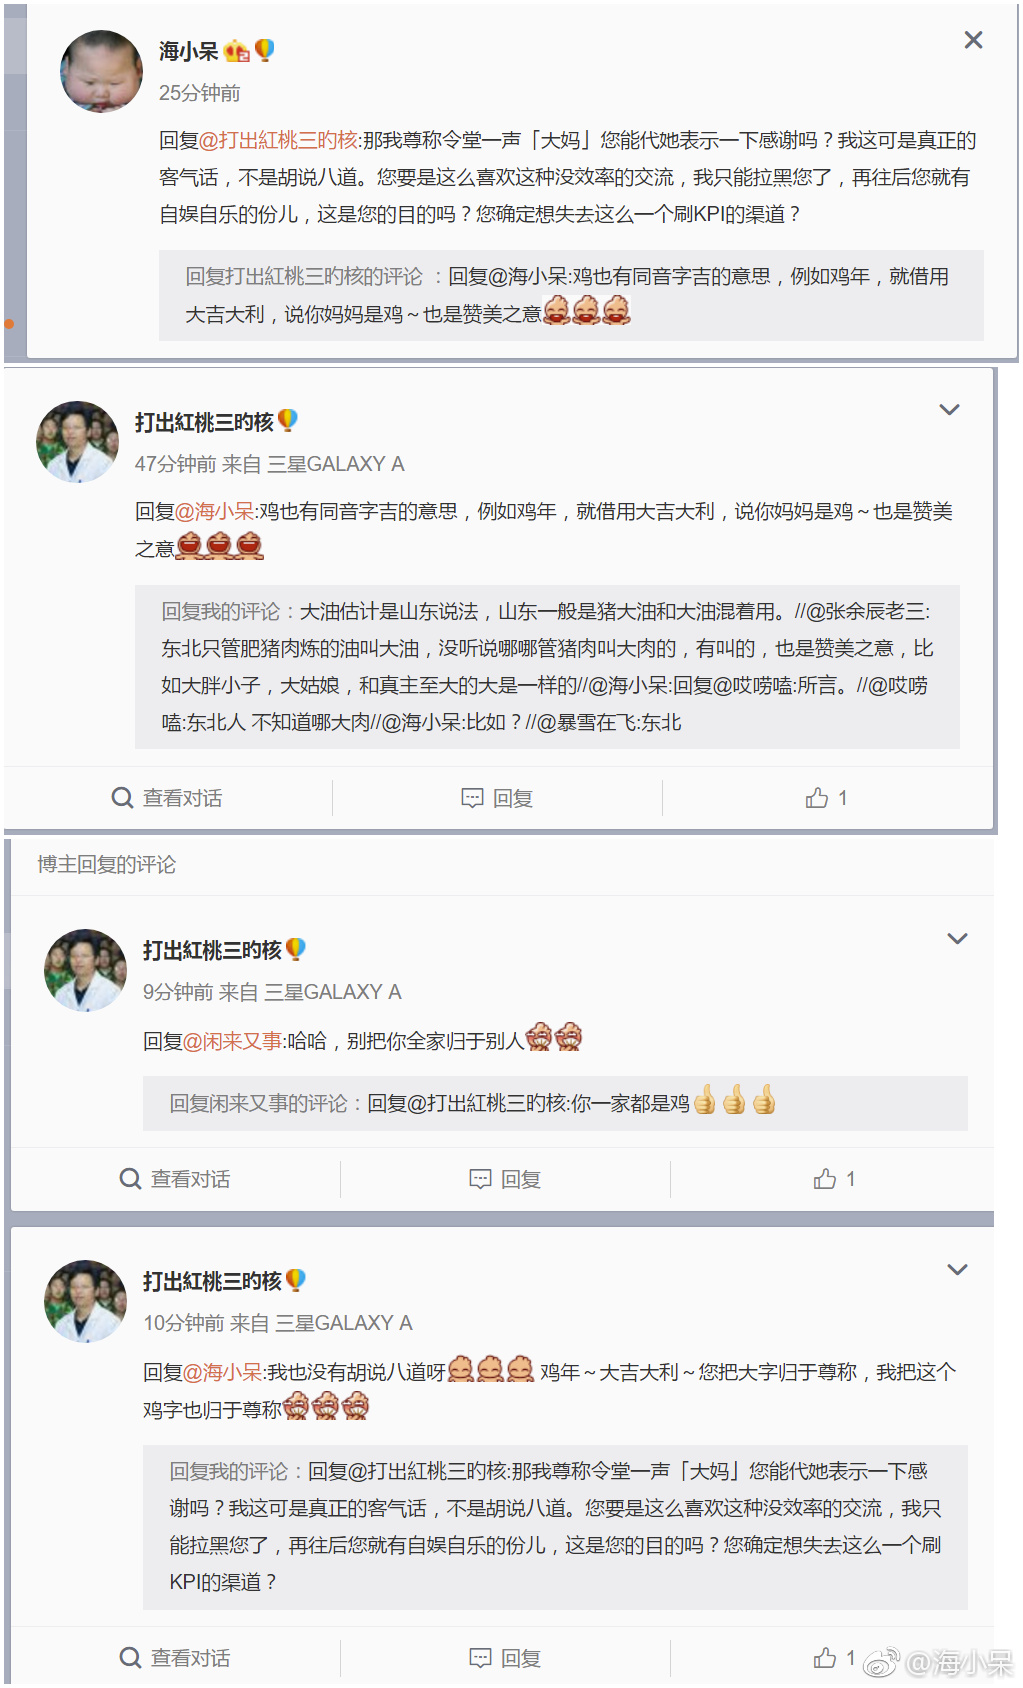 海小呆
25分钟前
回复@打出紅桃三旳核:那我尊称令堂一声「大妈」您能代她表示一下感谢吗？我这可是真正的
客气话，不是胡说八道。您要是这么喜欢这种没效率的交流，我只能拉黑您了，再往后您就有
自娱自乐的份儿，这是您的目的吗？您确定想失去这么一个刷KPI的渠道？
回复打出紅桃三旳核的评论 ：回复@海小呆:鸡也有同音字吉的意思，例如鸡年，就借用
大吉大利，说你妈妈是鸡～也是赞美之意
打出紅桃三旳核
47分钟前 来自 三星GALAXY A
回复@海小呆:鸡也有同音字吉的意思，例如鸡年，就借用大吉大利，说你妈妈是鸡～也是赞美
之意
回复我的评论：大油估计是山东说法，山东一般是猪大油和大油混着用。//@张余辰老三:
东北只管肥猪肉炼的油叫大油，没听说哪哪管猪肉叫大肉的，有叫的，也是赞美之意，比
如大胖小子，大姑娘，和真主至大的大是一样的//@海小呆:回复@哎唠嗑:所言。//@哎唠
嗑:东北人 不知道哪大肉//@海小呆:比如？//@暴雪在飞:东北
查看对话
回复
1
博主回复的评论
打出紅桃三旳核
9分钟前 来自 三星GALAXY A
回复@闲来又事:哈哈，别把你全家归于别人
回复闲来又事的评论：回复@打出紅桃三旳核:你一家都是鸡
查看对话
回复
1
打出紅桃三旳核
10分钟前 来自 三星GALAXY A
回复@海小呆:我也没有胡说八道呀 鸡年～大吉大利～您把大字归于尊称，我把这个
鸡字也归于尊称
回复我的评论：回复@打出紅桃三旳核:那我尊称令堂一声「大妈」您能代她表示一下感
谢吗？我这可是真正的客气话，不是胡说八道。您要是这么喜欢这种没效率的交流，我只
能拉黑您了，再往后您就有自娱自乐的份儿，这是您的目的吗？您确定想失去这么一个刷
KPI的渠道？
查看对话
回复
1
@海小呆